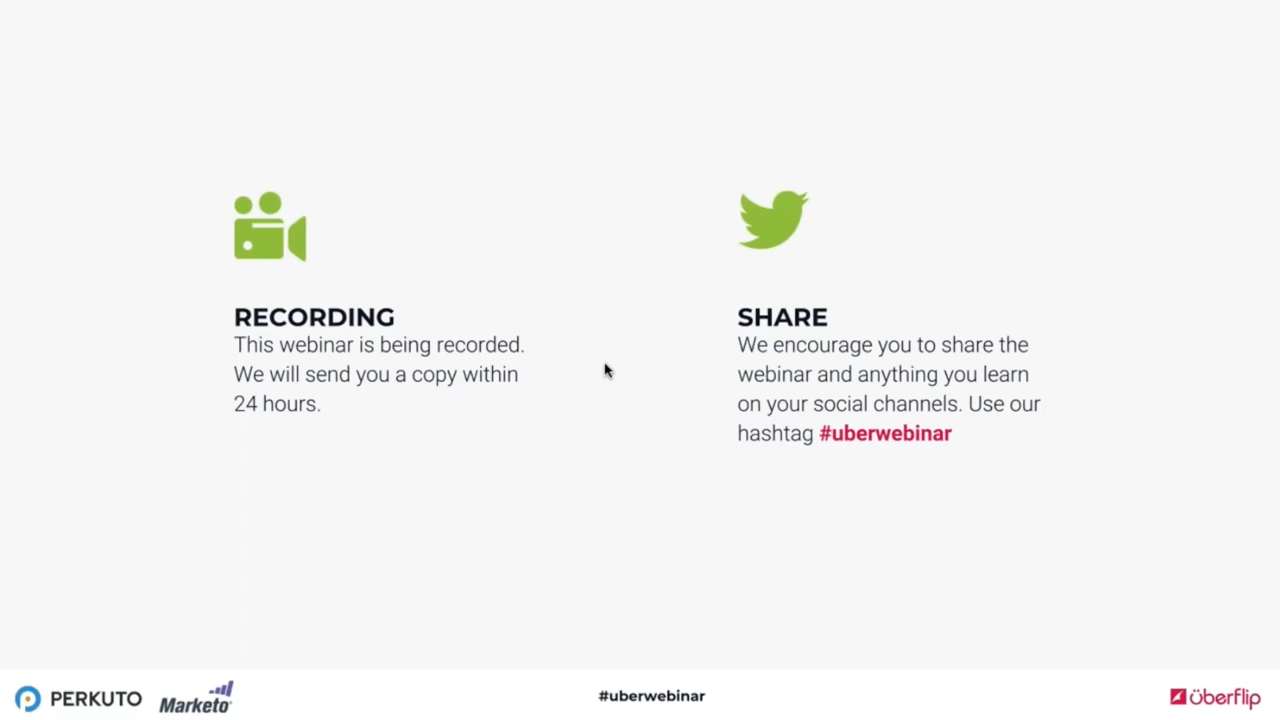 RECORDING
This webinar is being recorded.
We will send you a copy within
24 hours.
SHARE
We encourage you to share the
webinar and anything you learn
on your social channels. Use our
hashtag #uberwebinar
PERKUTO
Marketo
#uberwebinar
überflip